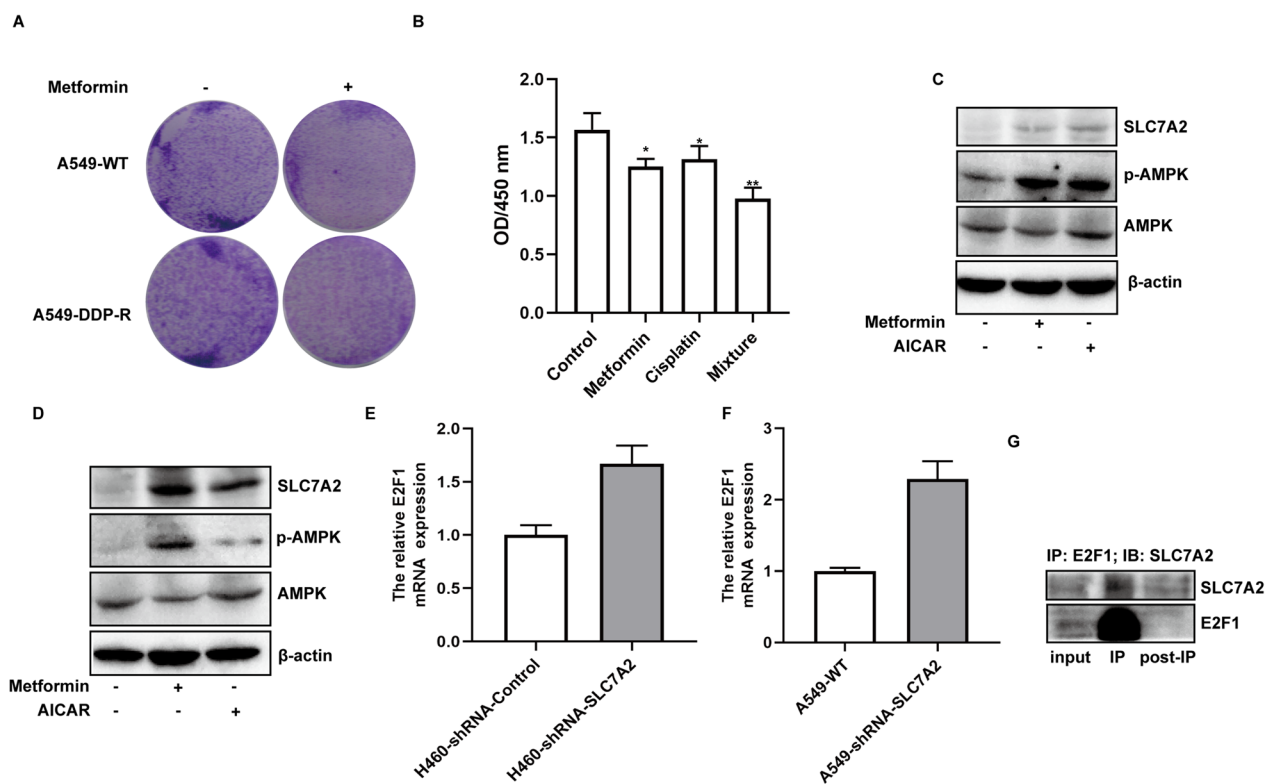 A
Metformin - +
A549-WT
A549-DDP-R
B
OD/450 nm
2.0
1.5
1.0
0.5
0.0
*
*
**
Control
Metformin
Cisplatin
Mixture
C
SLC7A2
p-AMPK
AMPK
β-actin
Metformin - + -
AICAR - - +
D
SLC7A2
p-AMPK
AMPK
β-actin
Metformin - + -
AICAR - - +
E
The relative E2F1
mRNA expression
2.0
1.5
1.0
0.5
0.0
H460-shRNA-Control
H460-shRNA-SLC7A2
F
The relative E2F1
mRNA expression
3
2
1
0
A549-WT
A549-shRNA-SLC7A2
G
IP: E2F1; IB: SLC7A2
SLC7A2
E2F1
input IP post-IP